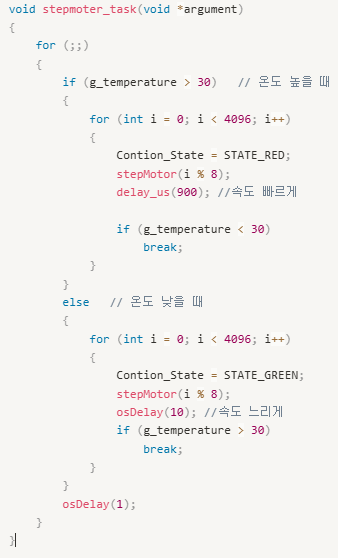 void stepmoter_task(void *argument)
{
    for (;;)
    {
        if (g_temperature > 30)   // 온도 높을 때
        {
            for (int i = 0; i < 4096; i++)
            {
                Contion_State = STATE_RED;
                stepMotor(i % 8);
                delay_us(900); //속도 빠르게

                if (g_temperature < 30)
                    break;
            }
        }
        else   // 온도 낮을 때
        {
            for (int i = 0; i < 4096; i++)
            {
                Contion_State = STATE_GREEN;
                stepMotor(i % 8);
                osDelay(10); //속도 느리게
                if (g_temperature > 30)
                    break;
            }
        }
        osDelay(1);
    }
}